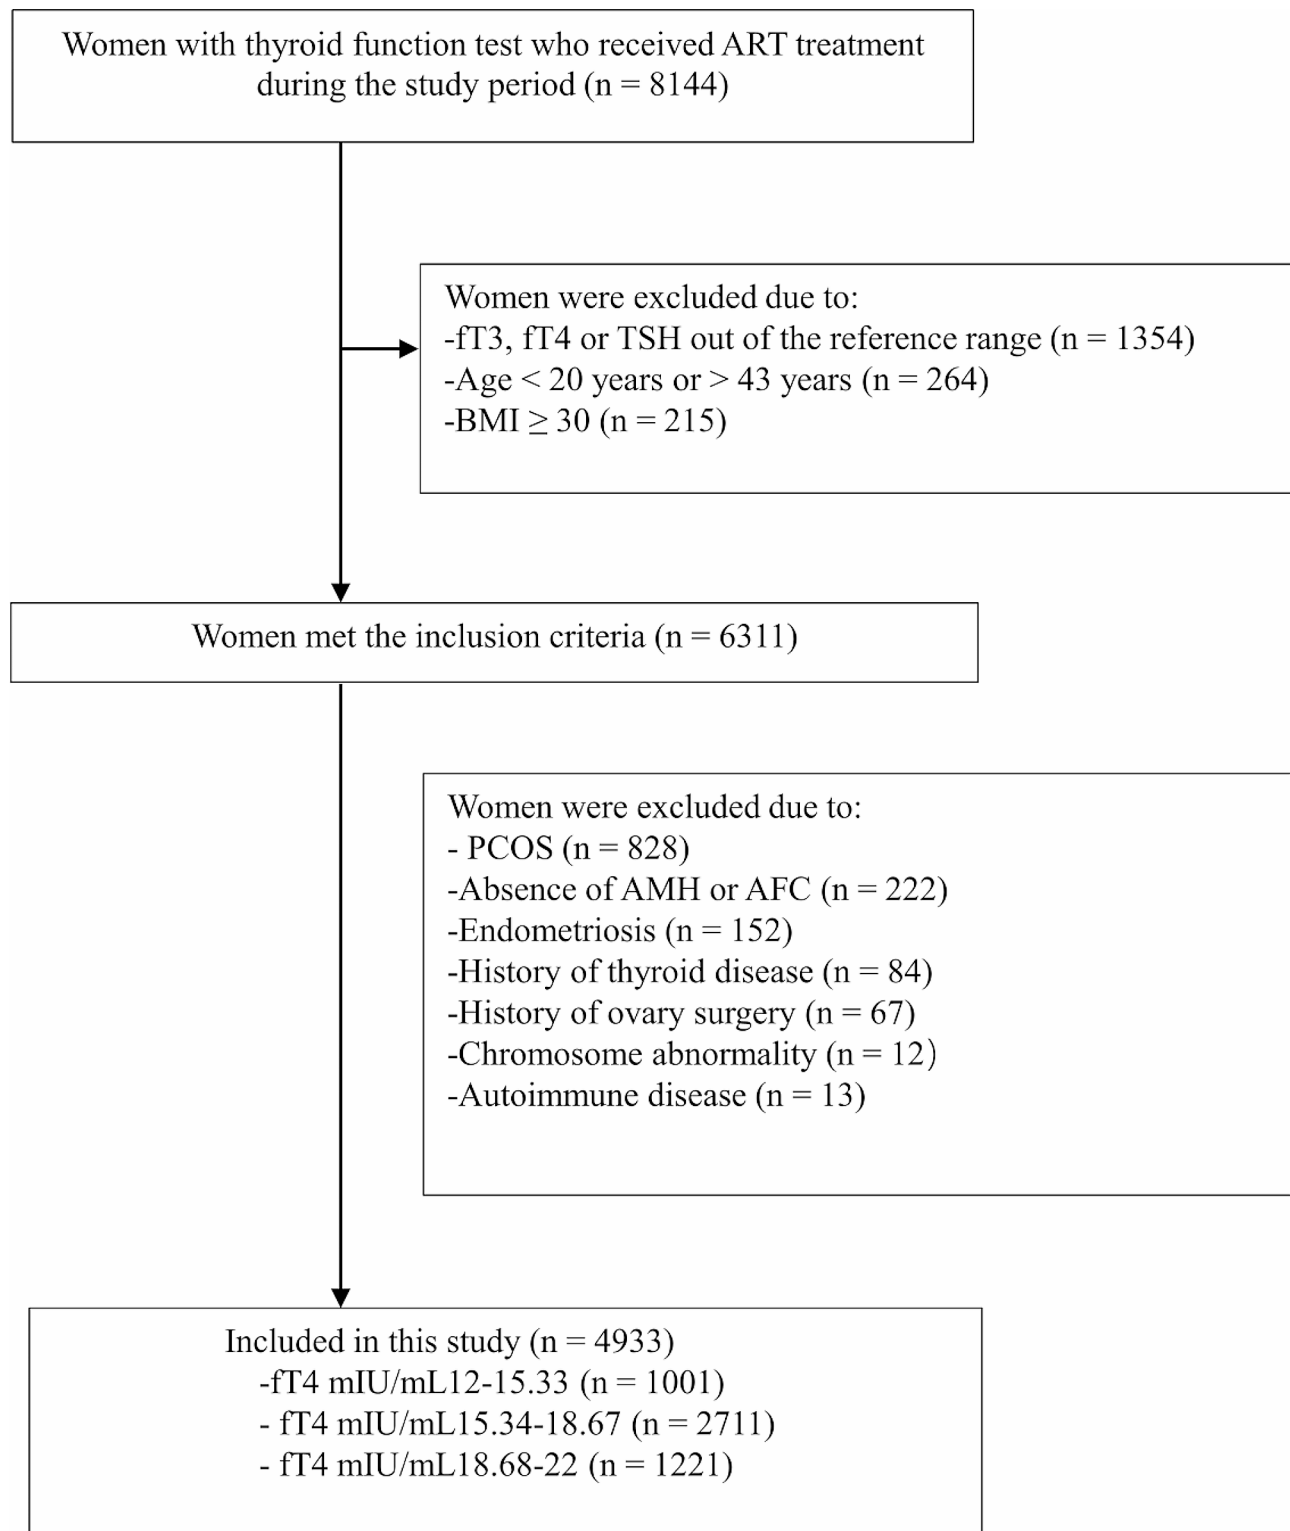 Women with thyroid function test who received ART treatment
during the study period (n = 8144)
Women were excluded due to:
-fT3, fT4 or TSH out of the reference range (n = 1354)
-Age < 20 years or > 43 years (n = 264)
-BMI ≥ 30 (n = 215)
Women met the inclusion criteria (n = 6311)
Women were excluded due to:
- PCOS (n = 828)
-Absence of AMH or AFC (n = 222)
-Endometriosis (n = 152)
-History of thyroid disease (n = 84)
-History of ovary surgery (n = 67)
-Chromosome abnormality (n = 12)
-Autoimmune disease (n = 13)
Included in this study (n = 4933)
-fT4 mIU/mL12-15.33 (n = 1001)
- fT4 mIU/mL15.34-18.67 (n = 2711)
- fT4 mIU/mL18.68-22 (n = 1221)